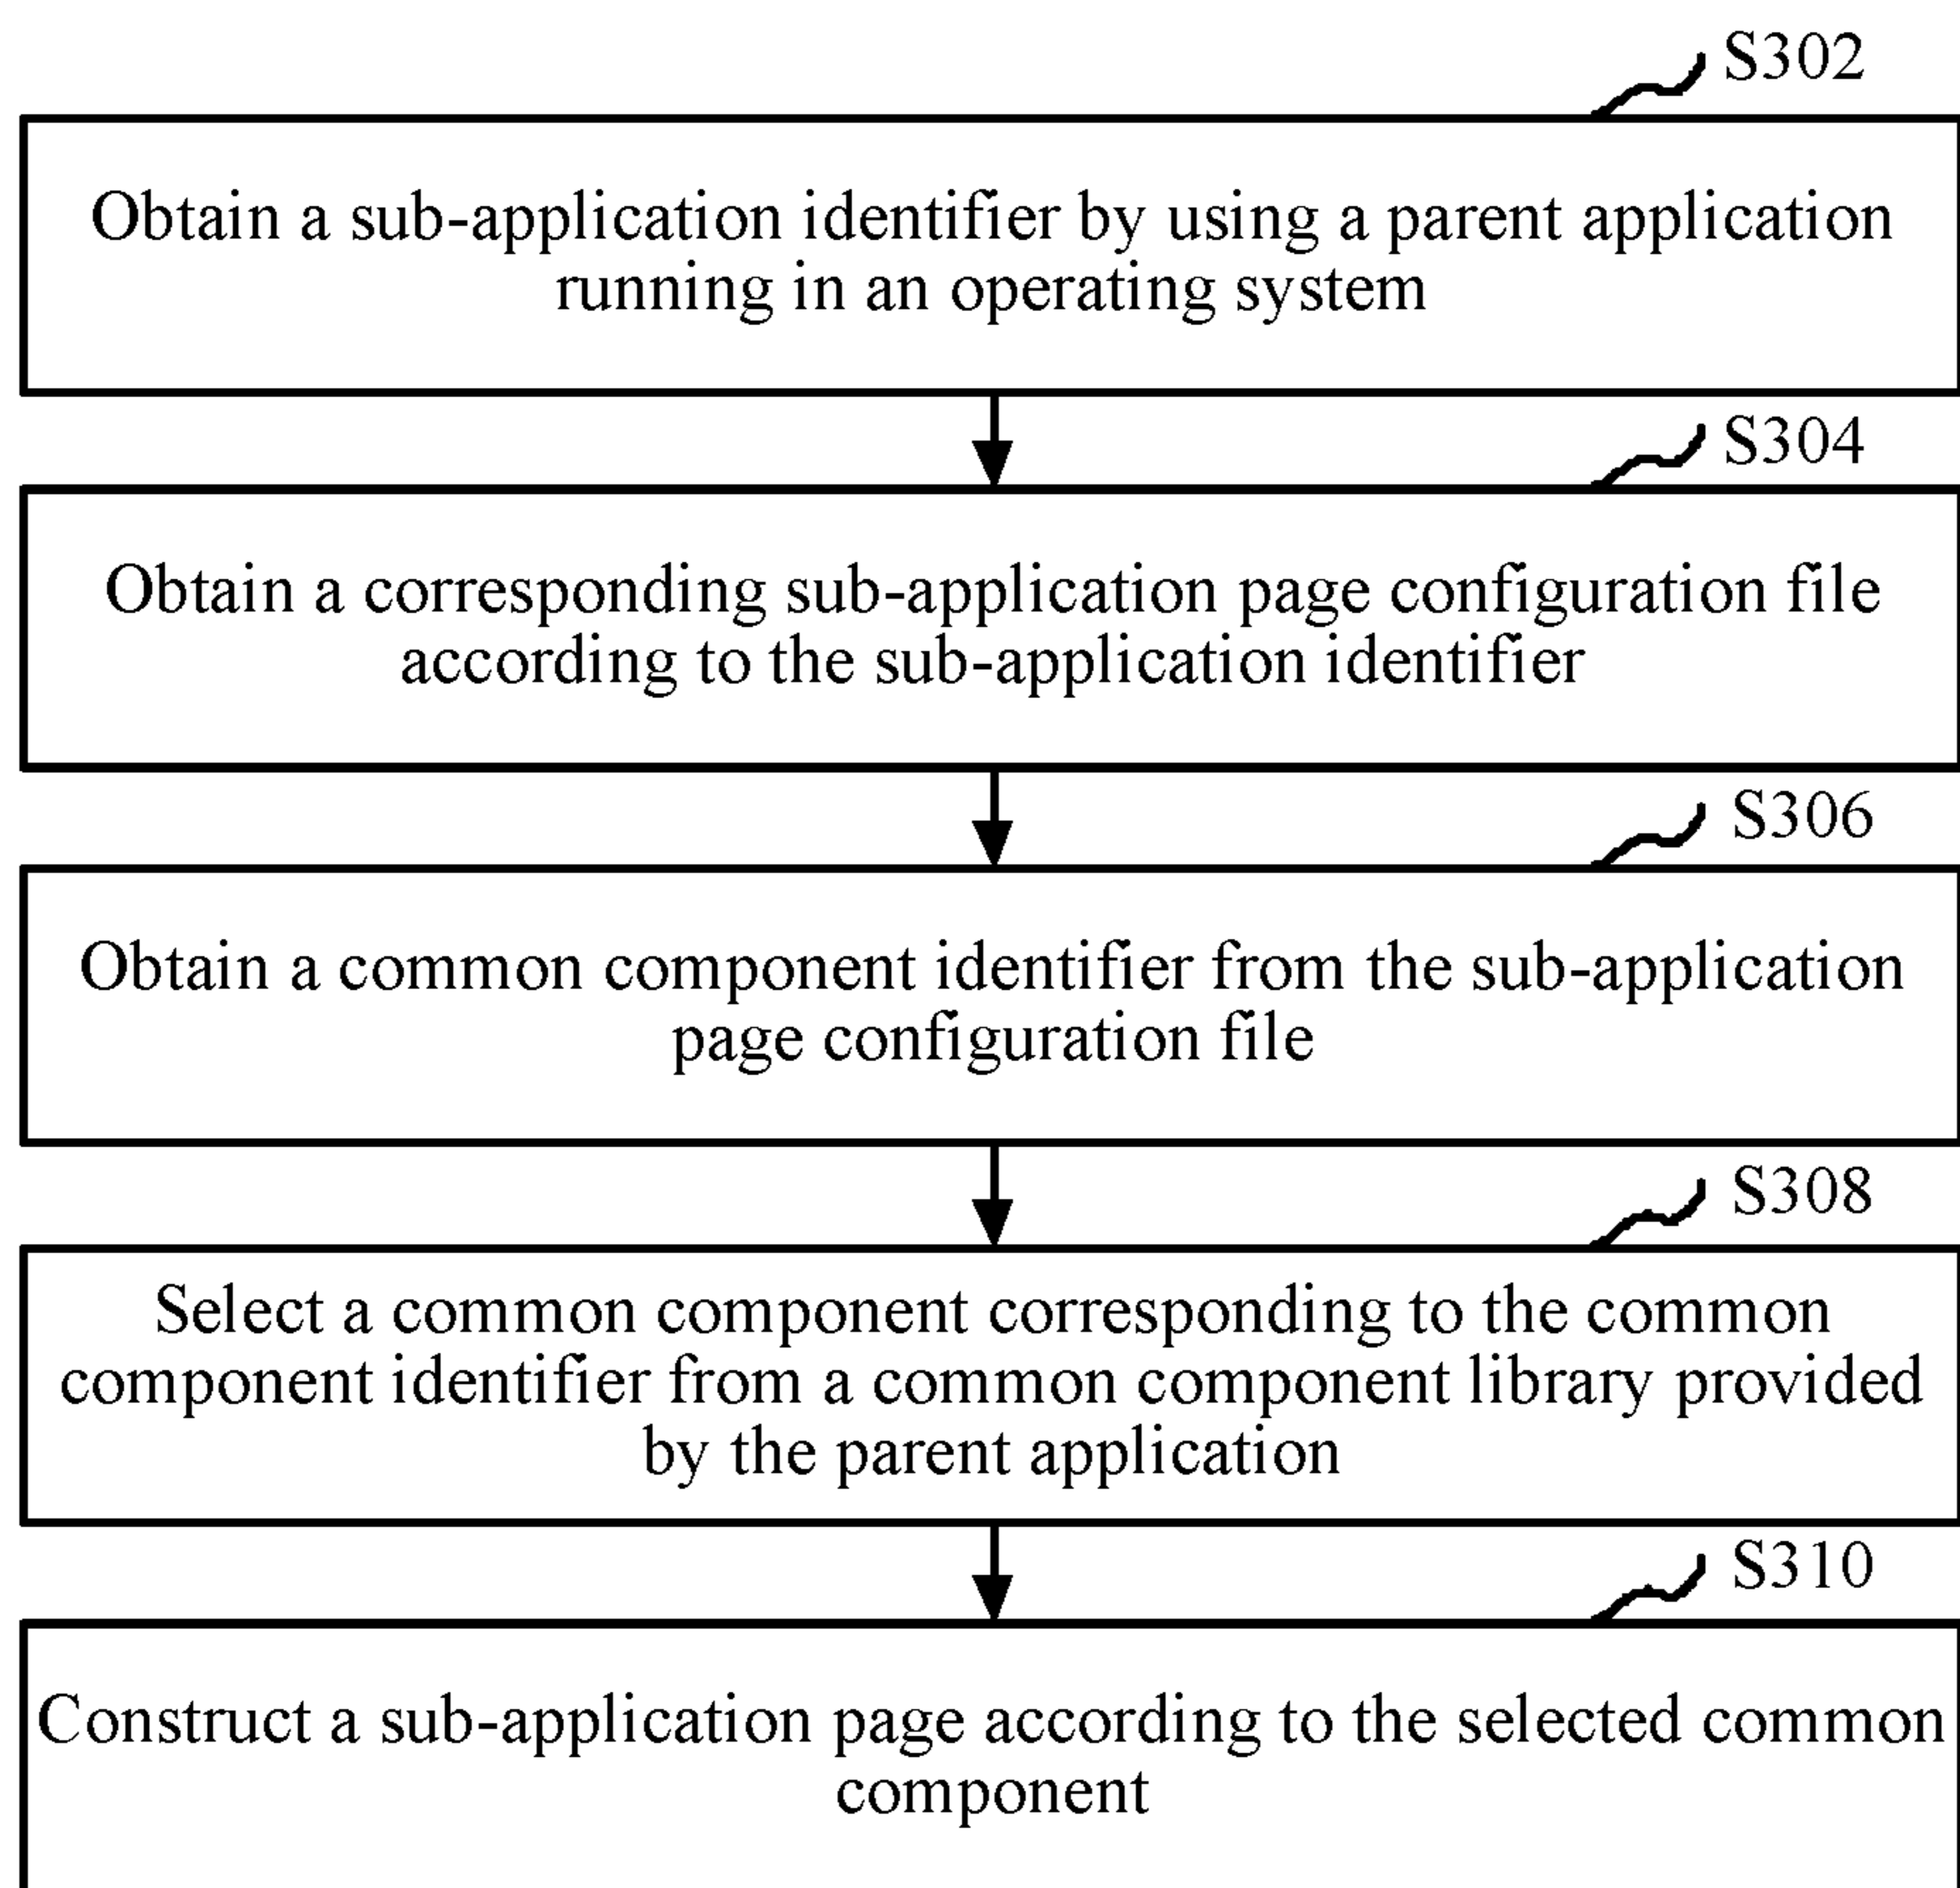 S302
Obtain a sub-application identifier by using a parent application
running in an operating system
S304
Obtain a corresponding sub-application page configuration file
according to the sub-application identifier
S306
Obtain a common component identifier from the sub-application
page configuration file
S308
Select a common component corresponding to the common
component identifier from a common component library provided
by the parent application
S310
Construct a sub-application page according to the selected common
component